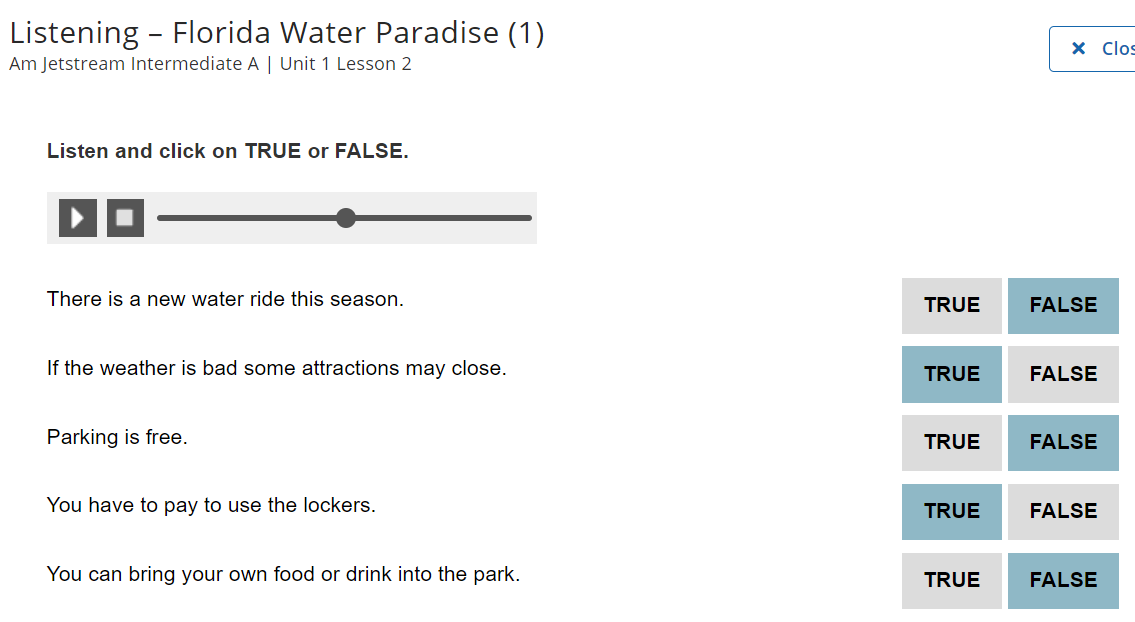 Listening – Florida Water Paradise (1)
Am Jetstream Intermediate A | Unit 1 Lesson 2
× Clos
Listen and click on TRUE or FALSE.
There is a new water ride this season. TRUE FALSE
If the weather is bad some attractions may close. TRUE FALSE
Parking is free. TRUE FALSE
You have to pay to use the lockers. TRUE FALSE
You can bring your own food or drink into the park. TRUE FALSE